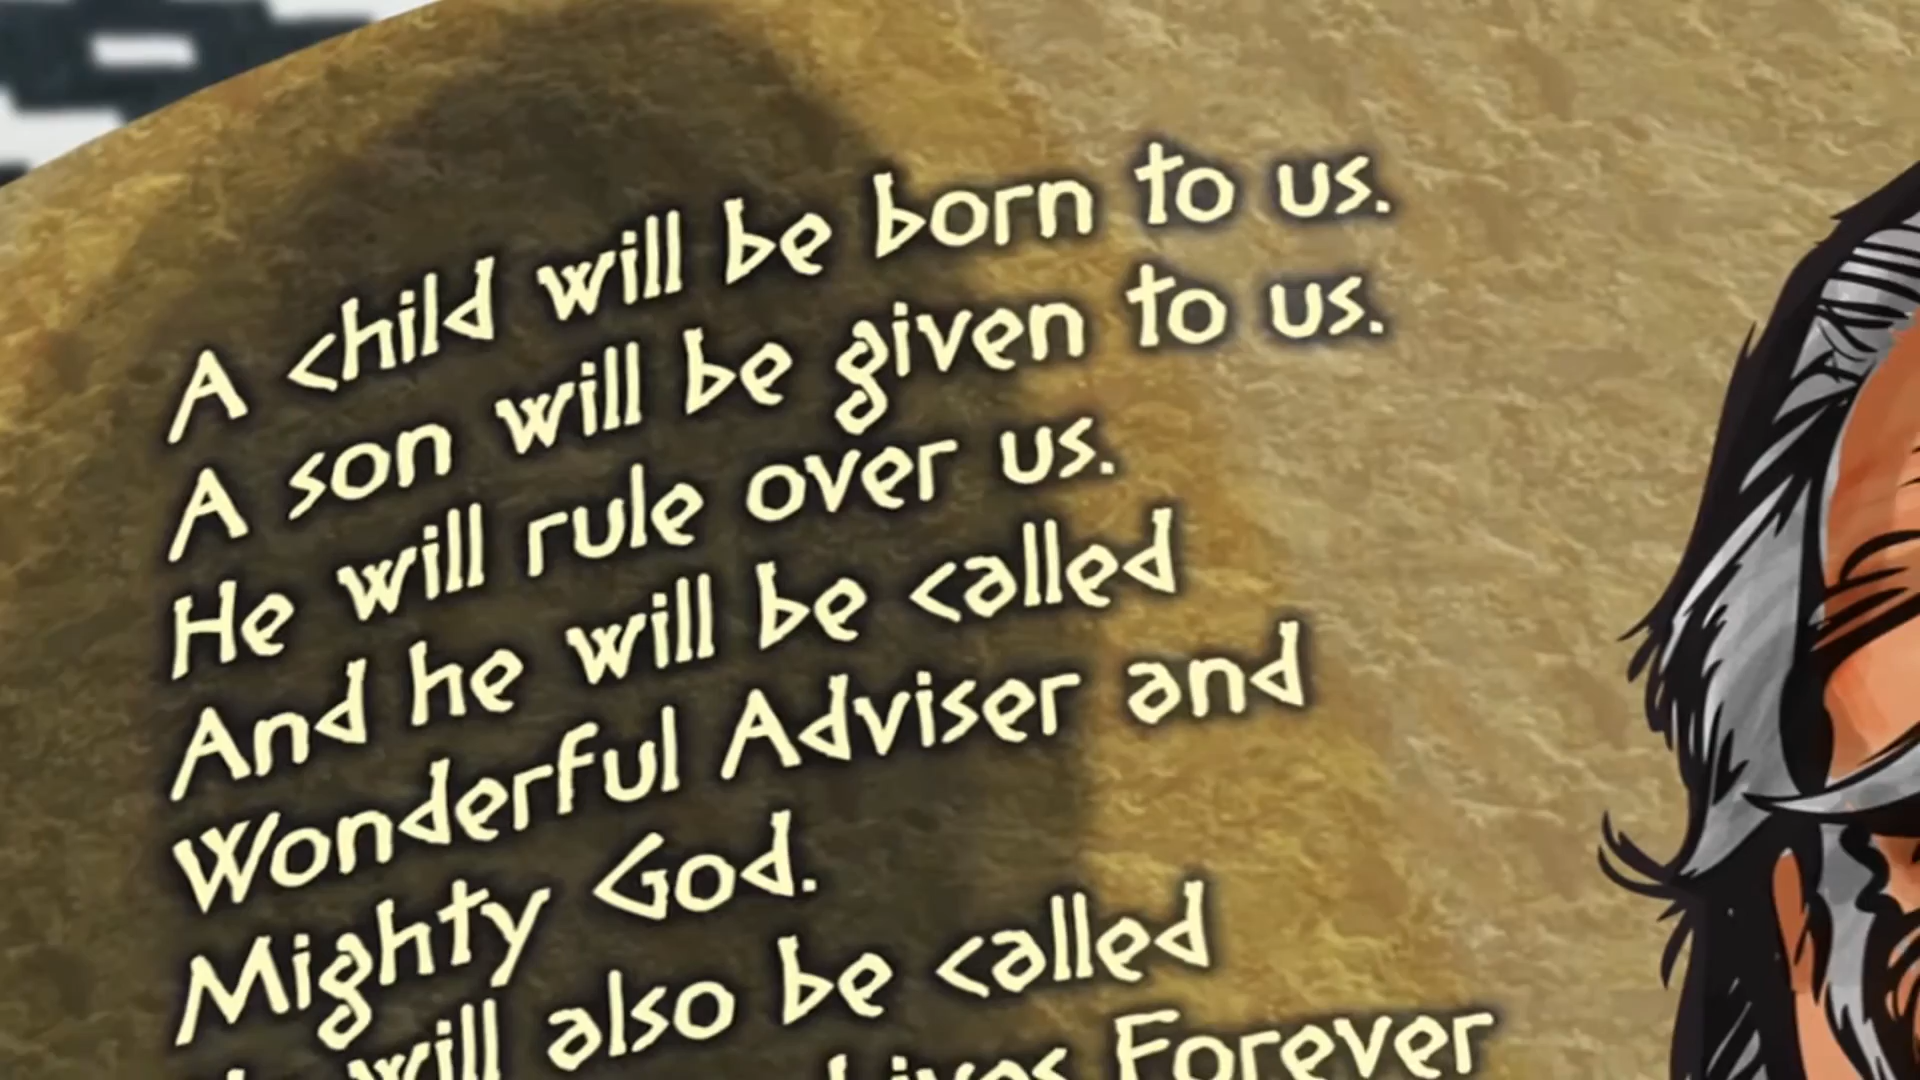 A child will be born to us.
A son will be given to us.
He will rule over us.
And he will be called
Wonderful Adviser and
Mighty God.
will also be called
Lives Forever